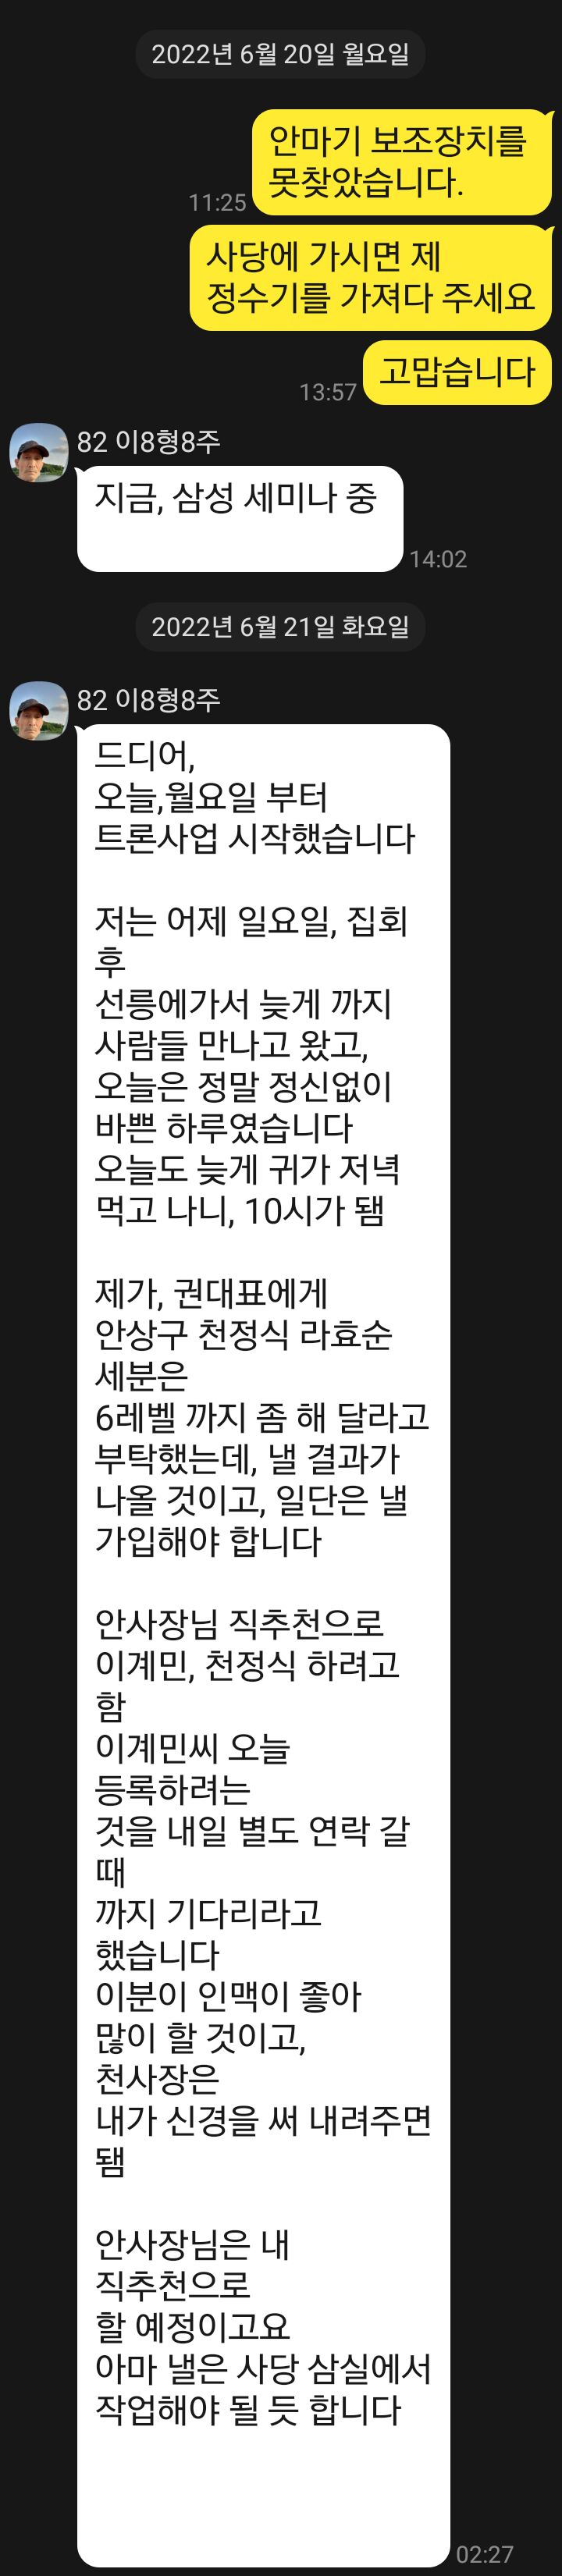 2022년 6월 20일 월요일
안마기 보조장치를
못찾았습니다.
11:25
사당에 가시면 제
정수기를 가져다 주세요
고맙습니다
13:57
82 이8형8주
지금, 삼성 세미나 중
14:02
2022년 6월 21일 화요일
82 이8형8주
드디어,
오늘,월요일 부터
트론사업 시작했습니다
저는 어제 일요일, 집회
후
선릉에가서 늦게 까지
사람들 만나고 왔고,
오늘은 정말 정신없이
바쁜 하루였습니다
오늘도 늦게 귀가 저녁
먹고 나니, 10시가 됌
제가, 권대표에게
안상구 천정식 라효순
세분은
6레벨 까지 좀 해 달라고
부탁했는데, 낼 결과가
나올 것이고, 일단은 낼
가입해야 합니다
안사장님 직추천으로
이계민, 천정식 하려고
함
이계민씨 오늘
등록하려는
것을 내일 별도 연락 갈
때
까지 기다리라고
했습니다
이분이 인맥이 좋아
많이 할 것이고,
천사장은
내가 신경을 써 내려주면
됌
안사장님은 내
직추천으로
할 예정이고요
아마 낼은 사당 삼실에서
작업해야 될 듯 합니다
02:27